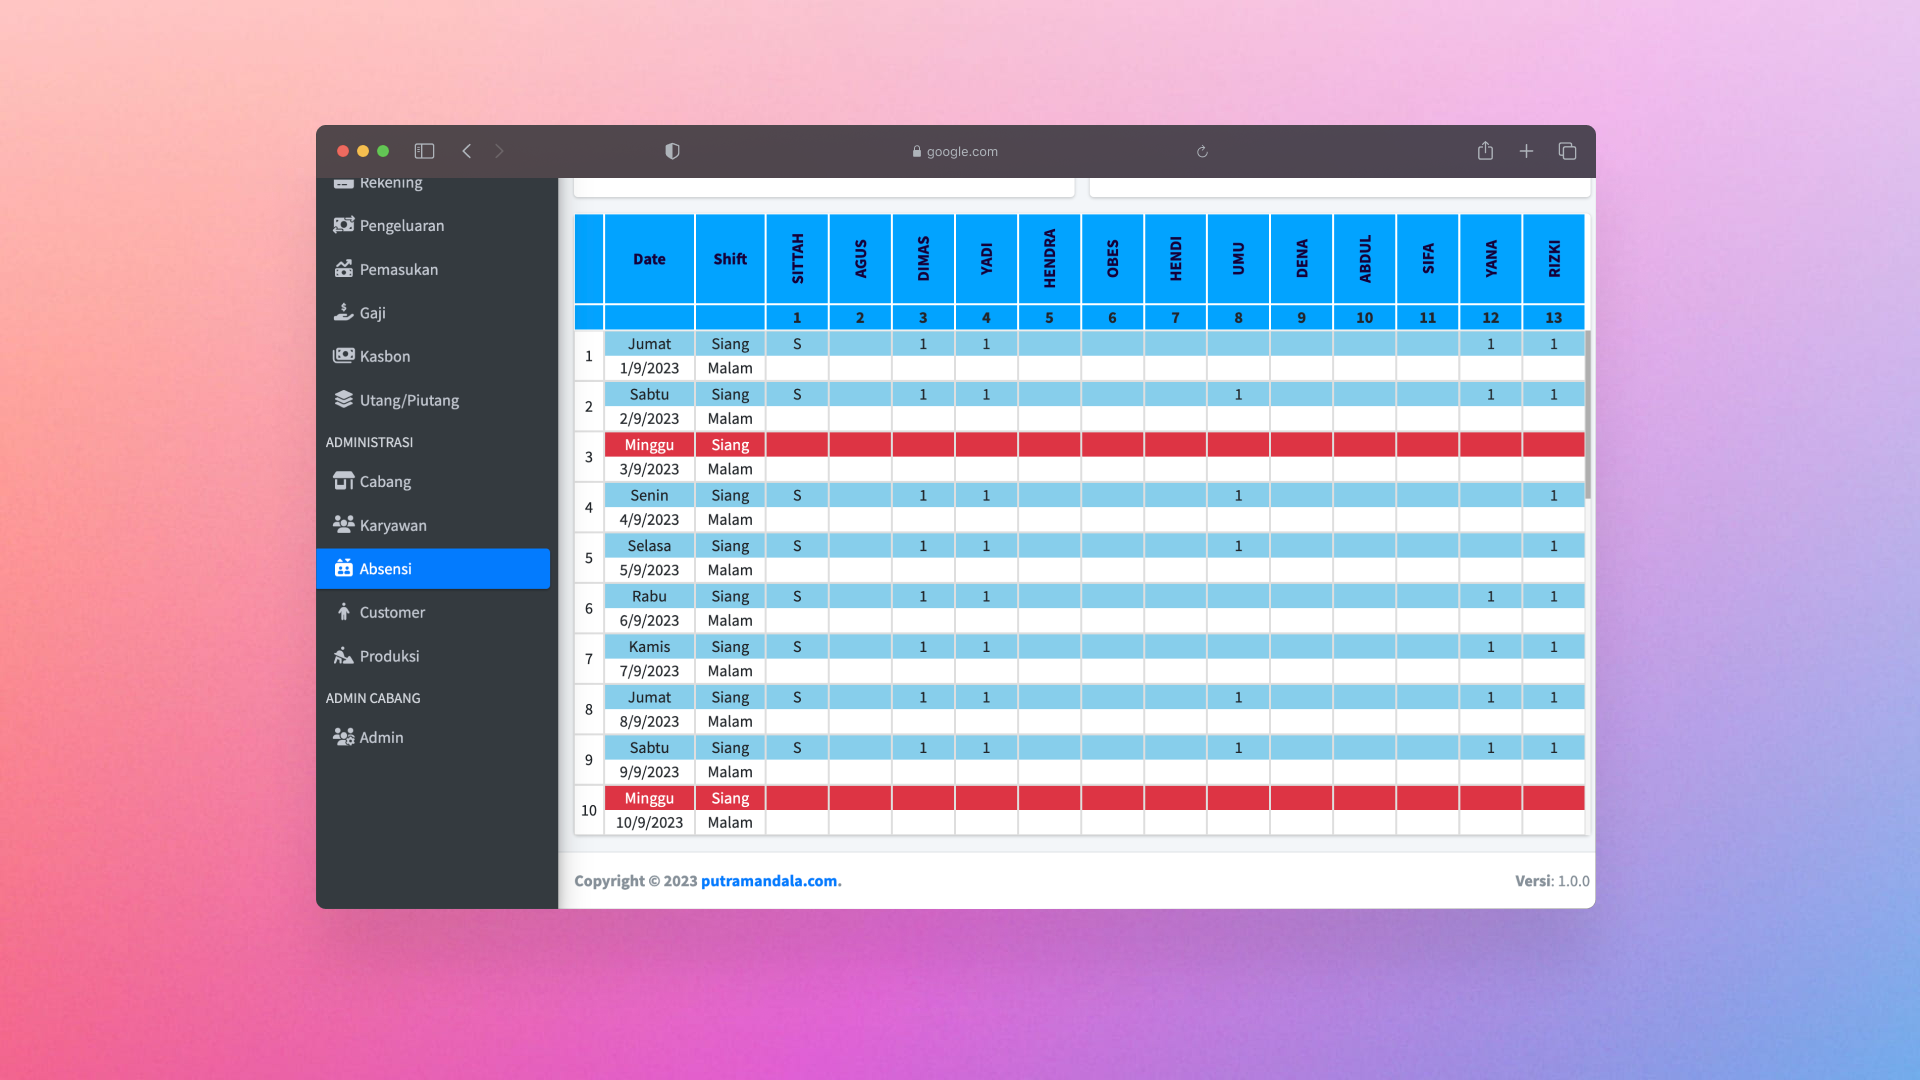 google.com
Rekening
Pengeluaran
Pemasukan
Gaji
Kasbon
Utang/Piutang
ADMINISTRASI
Cabang
Karyawan
Absensi
Customer
Produksi
ADMIN CABANG
Admin
Date Shift SITTAH AGUS DIMAS YADI HENDRA OBES HENDI UMU DENA ABDUL SIFA YANA RIZKI
1 2 3 4 5 6 7 8 9 10 11 12 13
1 Jumat Siang S 1 1 1 1
1/9/2023 Malam
2 Sabtu Siang S 1 1 1 1 1
2/9/2023 Malam
3 Minggu Siang
3/9/2023 Malam
4 Senin Siang S 1 1 1 1
4/9/2023 Malam
5 Selasa Siang S 1 1 1 1
5/9/2023 Malam
6 Rabu Siang S 1 1 1 1
6/9/2023 Malam
7 Kamis Siang S 1 1 1 1
7/9/2023 Malam
8 Jumat Siang S 1 1 1 1 1
8/9/2023 Malam
9 Sabtu Siang S 1 1 1 1 1
9/9/2023 Malam
10 Minggu Siang
10/9/2023 Malam
Copyright © 2023 putramandala.com.
Versi: 1.0.0